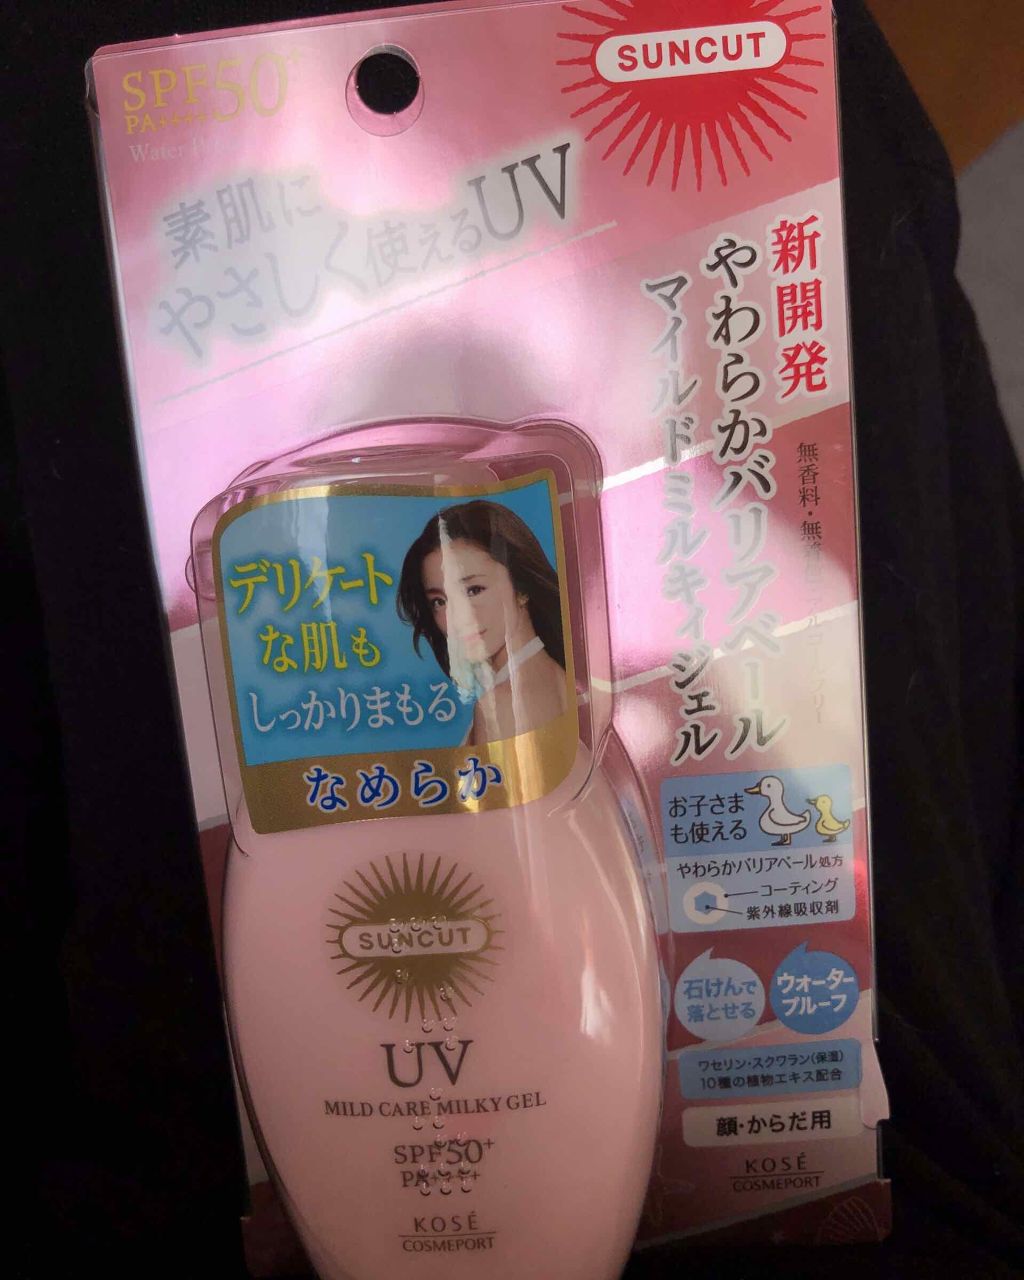 SPF50+
PA++++
Water
SUNCUT
素肌に
やさしく使えるUV
新開発
やわらかバリアベール
マイルドミルキィジェル
無香料・無
デリケート
な肌も
しっかりまもる
なめらか
お子さま
も使える
やわらかバリアベール処方
コーティング
紫外線吸収剤
石けんで
落とせる
ウォーター
プルーフ
ワセリン・スクワラン(保湿)
10種の植物エキス配合
顔・からだ用
KOSÉ
COSMEPORT
SUNCUT
UV
MILD CARE MILKY GEL
SPF50+
PA++++
KOSÉ
COSMEPORT